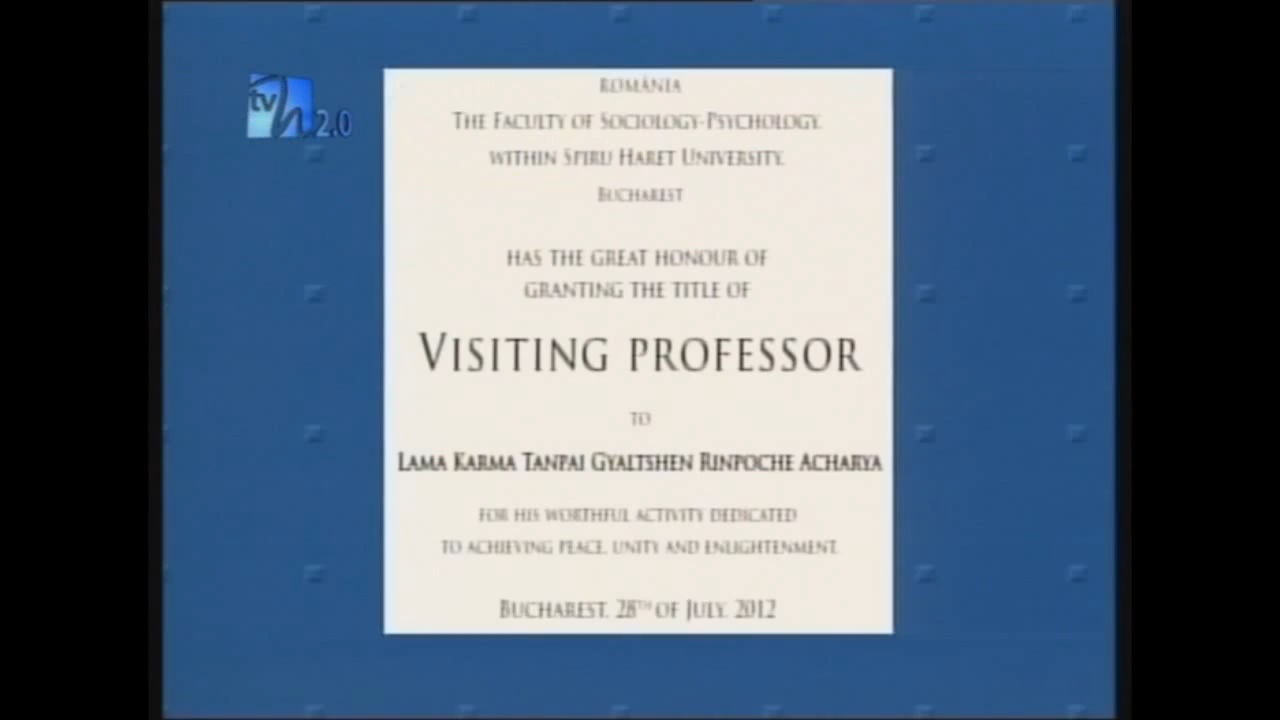 tvh 2.0
ROMÂNIA
THE FACULTY OF SOCIOLOGY-PSYCHOLOGY,
WITHIN SPIRU HARET UNIVERSITY,
BUCHAREST
HAS THE GREAT HONOUR OF
GRANTING THE TITLE OF
VISITING PROFESSOR
TO
LAMA KARMA TANPAI GYALTSHEN RINPOCHE ACHARYA
FOR HIS WORTHFUL ACTIVITY DEDICATED
TO ACHIEVING PEACE, UNITY AND ENLIGHTENMENT.
BUCHAREST, 28TH OF JULY, 2012